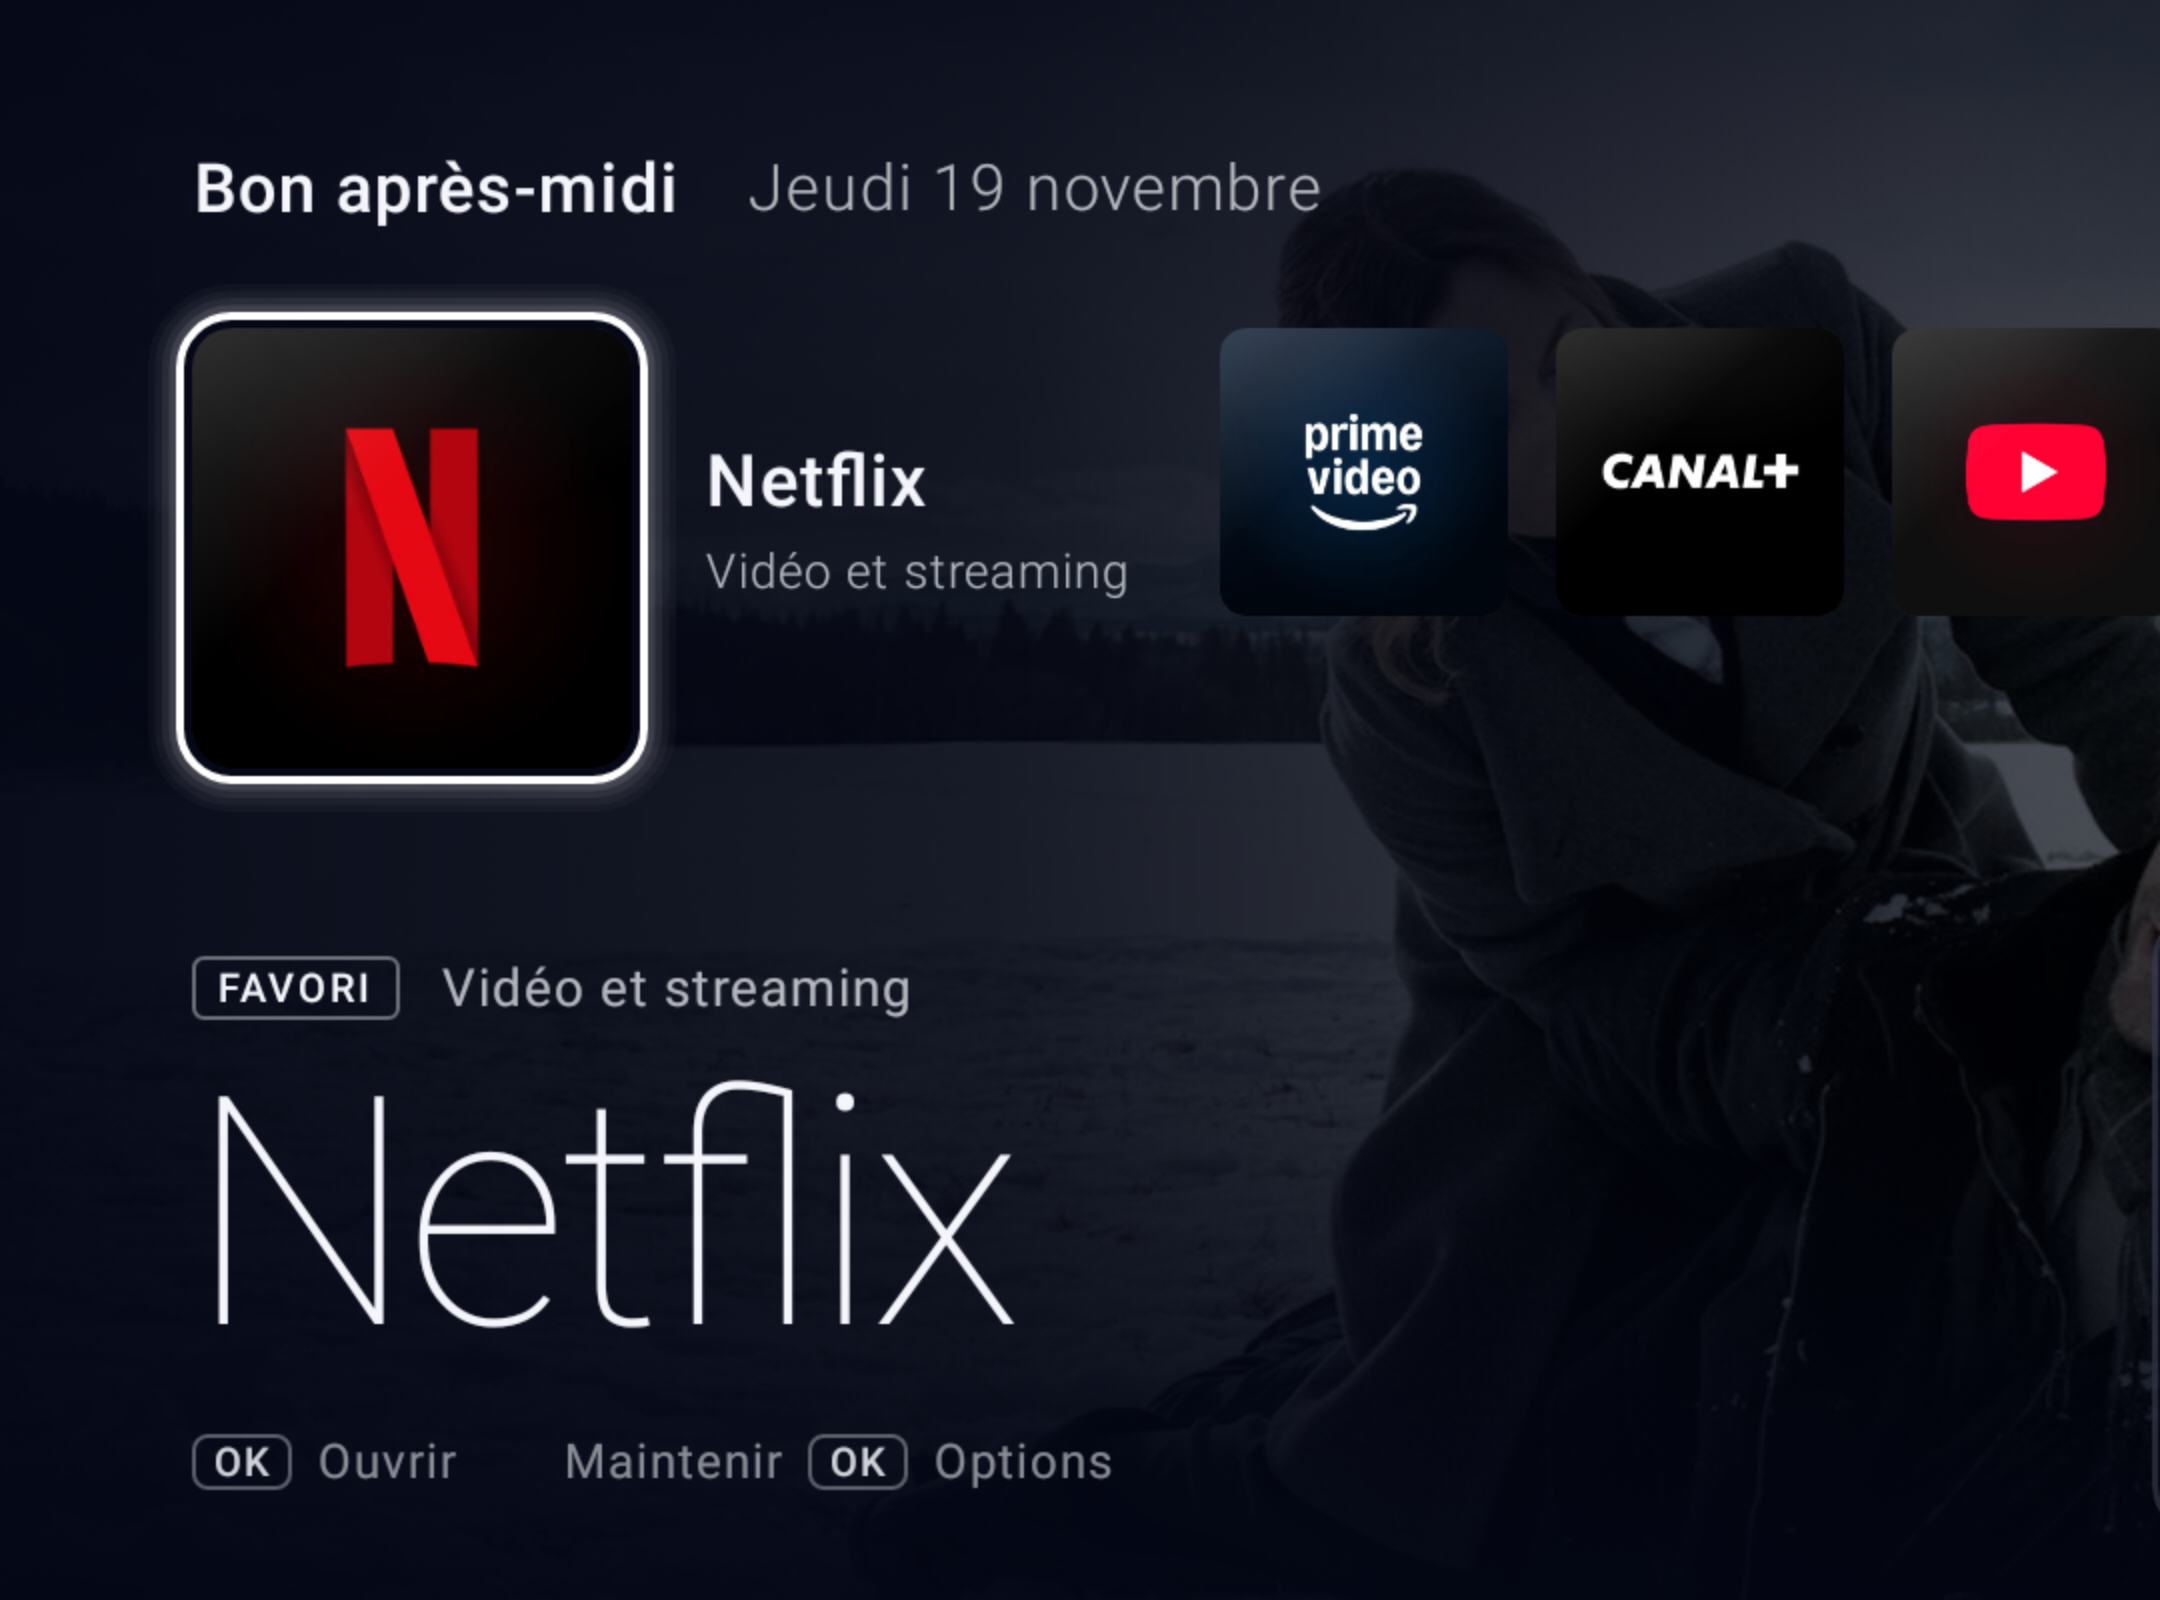 Bon après-midi Jeudi 19 novembre
Netflix
Vidéo et streaming
prime
video
CANAL+
FAVORI Vidéo et streaming
Netflix
OK Ouvrir Maintenir OK Options